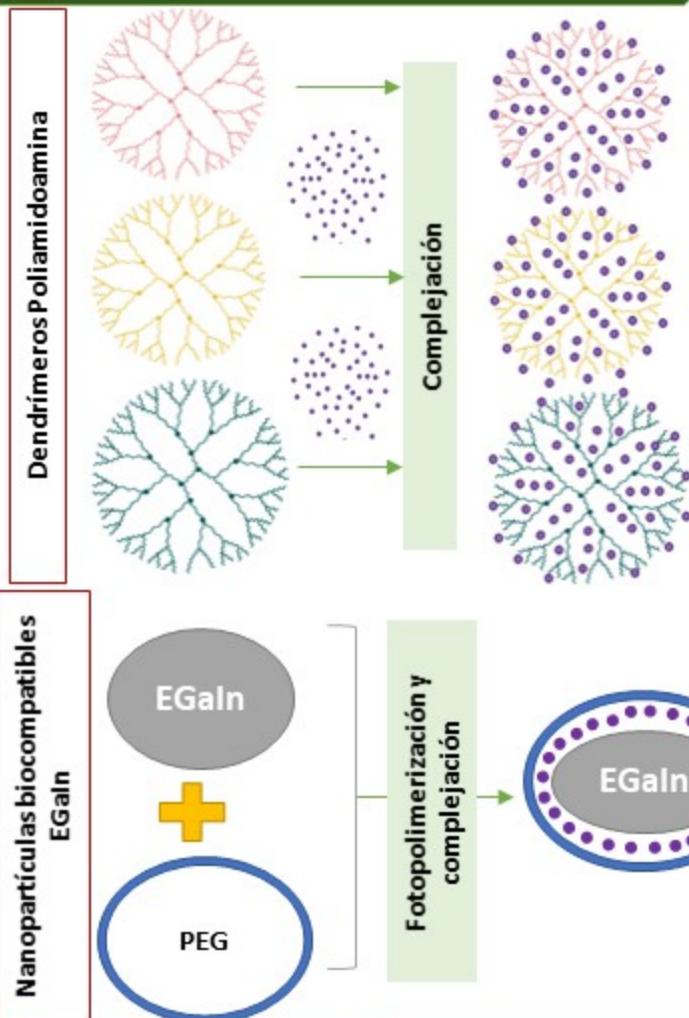 Dendrímeros Poliamidoamina
Complejación
Nanopartículas biocompatibles
EGaIn
EGaIn
PEG
Fotopolimerización y
complejación
EGaIn